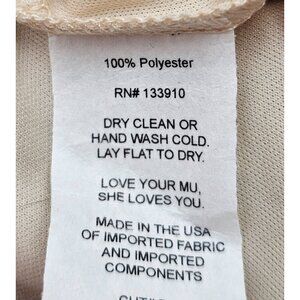 100% Polyester
RN# 133910
DRY CLEAN OR
HAND WASH COLD.
LAY FLAT TO DRY.
LOVE YOUR MU,
SHE LOVES YOU.
MADE IN THE USA
OF IMPORTED FABRIC
AND IMPORTED
COMPONENTS